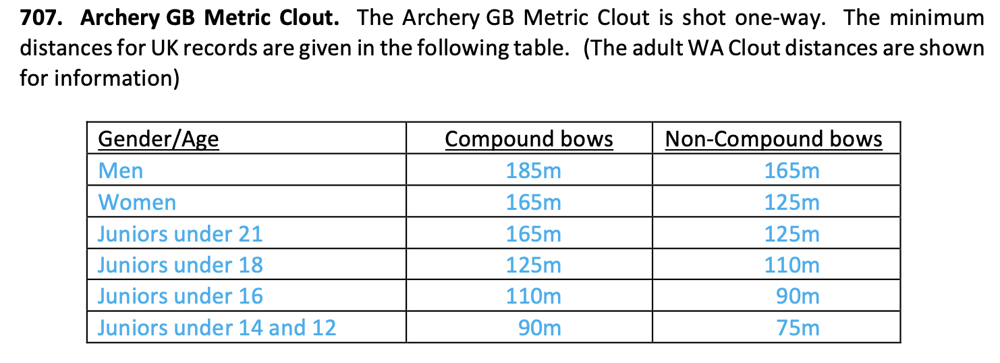 707. Archery GB Metric Clout. The Archery GB Metric Clout is shot one-way. The minimum
distances for UK records are given in the following table. (The adult WA Clout distances are shown
for information)
Gender/Age Compound bows Non-Compound bows
Men 185m 165m
Women 165m 125m
Juniors under 21 165m 125m
Juniors under 18 125m 110m
Juniors under 16 110m 90m
Juniors under 14 and 12 90m 75m